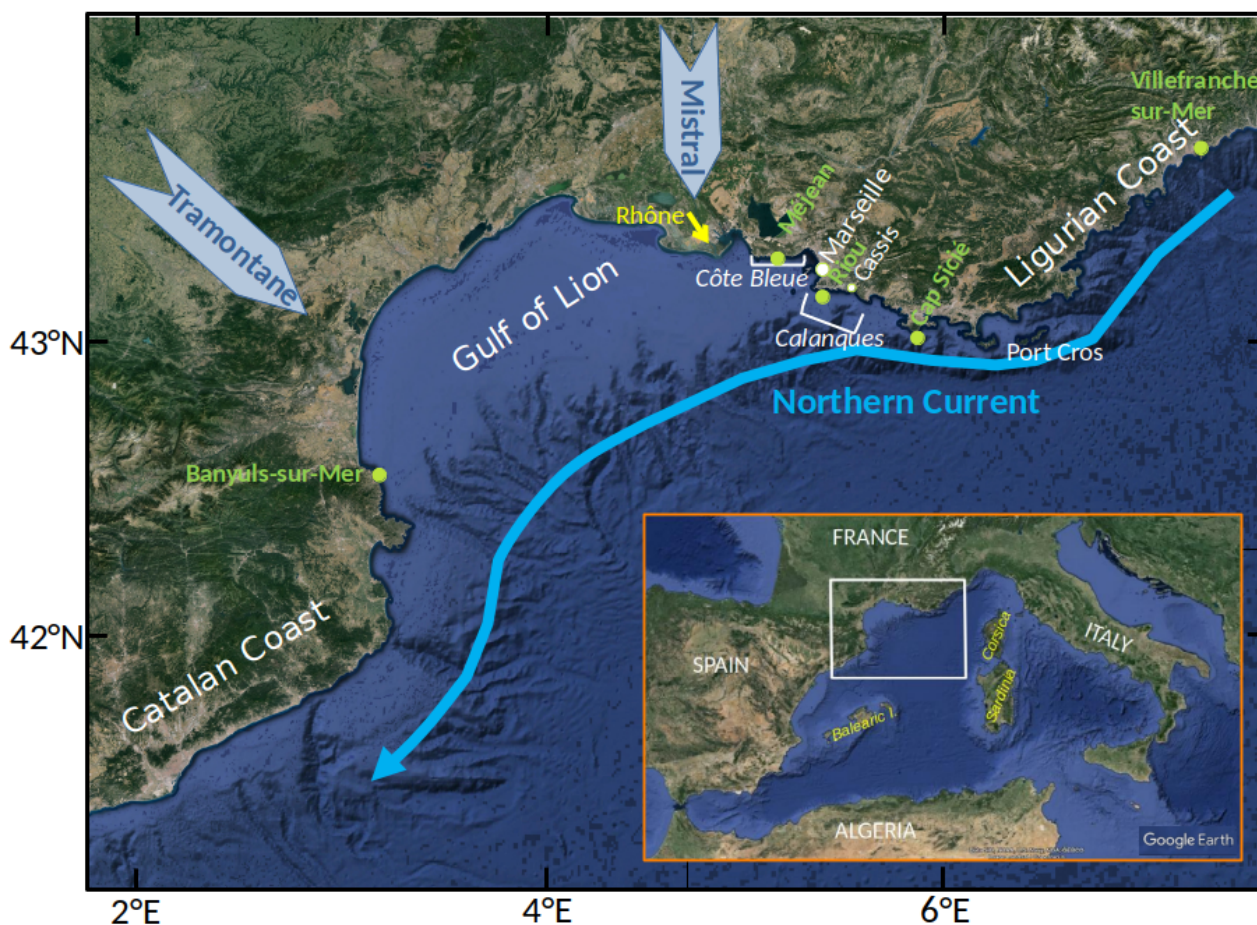 Villefranche
sur-Mer
Mistral
Tramontane
Rhône
Méjean
Marseille
Riou
Cassis
Cap Sicié
Ligurian Coast
Côte Bleue
Gulf of Lion
Calanques
Port Cros
43°N
Northern Current
Banyuls-sur-Mer
42°N
Catalan Coast
FRANCE
SPAIN
ITALY
Corsica
Sardinia
Balearic I.
ALGERIA
Google Earth
2°E
4°E
6°E